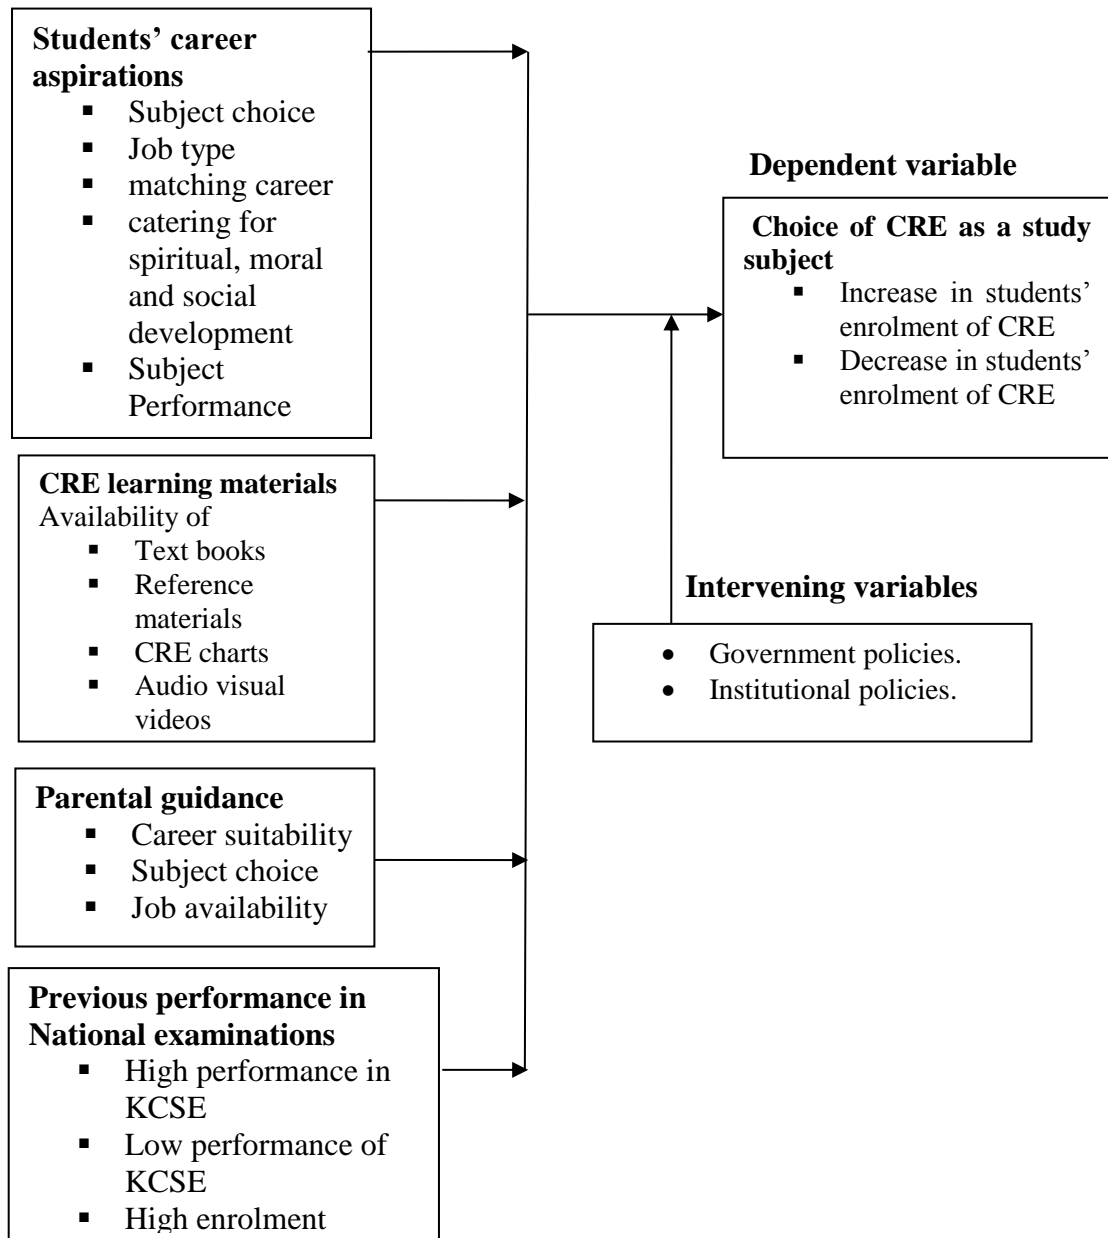 Students’ career
aspirations
▪ Subject choice
▪ Job type
▪ matching career
▪ catering for
spiritual, moral
and social
development
▪ Subject
Performance
CRE learning materials
Availability of
▪ Text books
▪ Reference
materials
▪ CRE charts
▪ Audio visual
videos
Parental guidance
▪ Career suitability
▪ Subject choice
▪ Job availability
Previous performance in
National examinations
▪ High performance in
KCSE
▪ Low performance of
KCSE
▪ High enrolment
Dependent variable
Choice of CRE as a study
subject
▪ Increase in students’
enrolment of CRE
▪ Decrease in students’
enrolment of CRE
Intervening variables
• Government policies.
• Institutional policies.